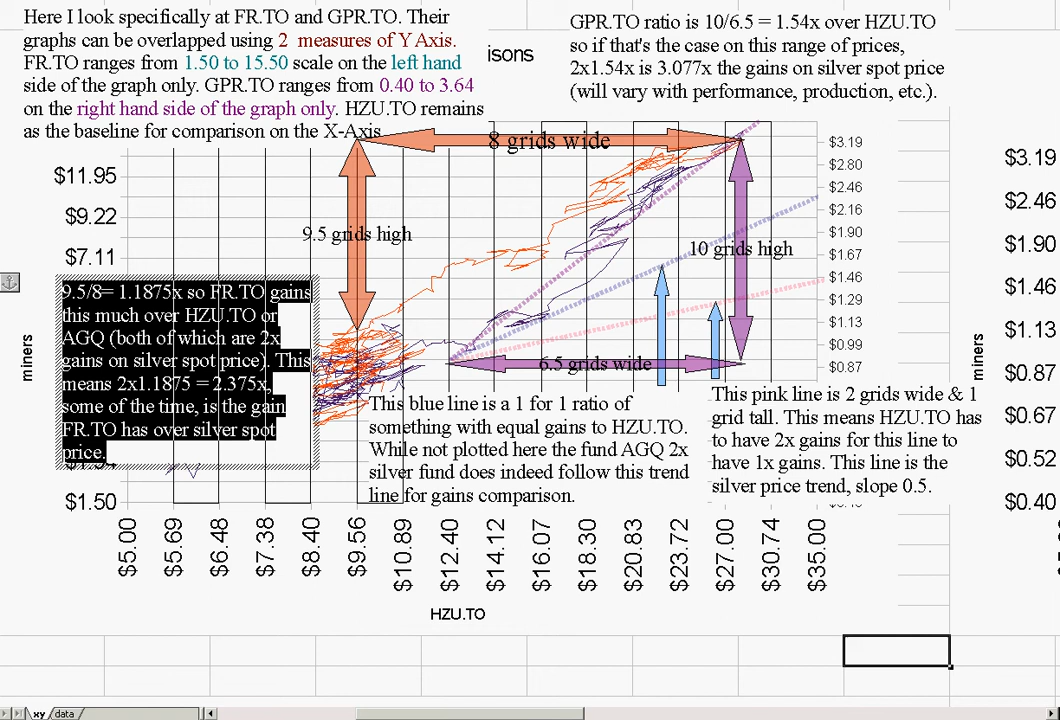 Here I look specifically at FR.TO and GPR.TO. Their
graphs can be overlapped using 2 measures of Y Axis.
FR.TO ranges from 1.50 to 15.50 scale on the left hand
side of the graph only. GPR.TO ranges from 0.40 to 3.64
on the right hand side of the graph only. HZU.TO remains
as the baseline for comparison on the X-Axis
isons
GPR.TO ratio is 10/6.5 = 1.54x over HZU.TO
so if that's the case on this range of prices,
2x1.54x is 3.077x the gains on silver spot price
(will vary with performance, production, etc.).
8 grids wide
9.5 grids high
10 grids high
6.5 grids wide
$11.95
$9.22
$7.11
$1.50
9.5/8= 1.1875x so FR.TO gains
this much over HZU.TO or
AGQ (both of which are 2x
gains on silver spot price). This
means 2x1.1875 = 2.375x,
some of the time, is the gain
FR.TO has over silver spot
price.
miners
$3.19
$2.80
$2.46
$2.16
$1.90
$1.67
$1.46
$1.29
$1.13
$0.99
$0.87
This blue line is a 1 for 1 ratio of
something with equal gains to HZU.TO.
While not plotted here the fund AGQ 2x
silver fund does indeed follow this trend
line for gains comparison.
This pink line is 2 grids wide & 1
grid tall. This means HZU.TO has
to have 2x gains for this line to
have 1x gains. This line is the
silver price trend, slope 0.5.
miners
$3.19
$2.46
$1.90
$1.46
$1.13
$0.87
$0.67
$0.52
$0.40
$5.00
$5.69
$6.48
$7.38
$8.40
$9.56
$10.89
$12.40
$14.12
$16.07
$18.30
$20.83
$23.72
$27.00
$30.74
$35.00
HZU.TO
xy
data